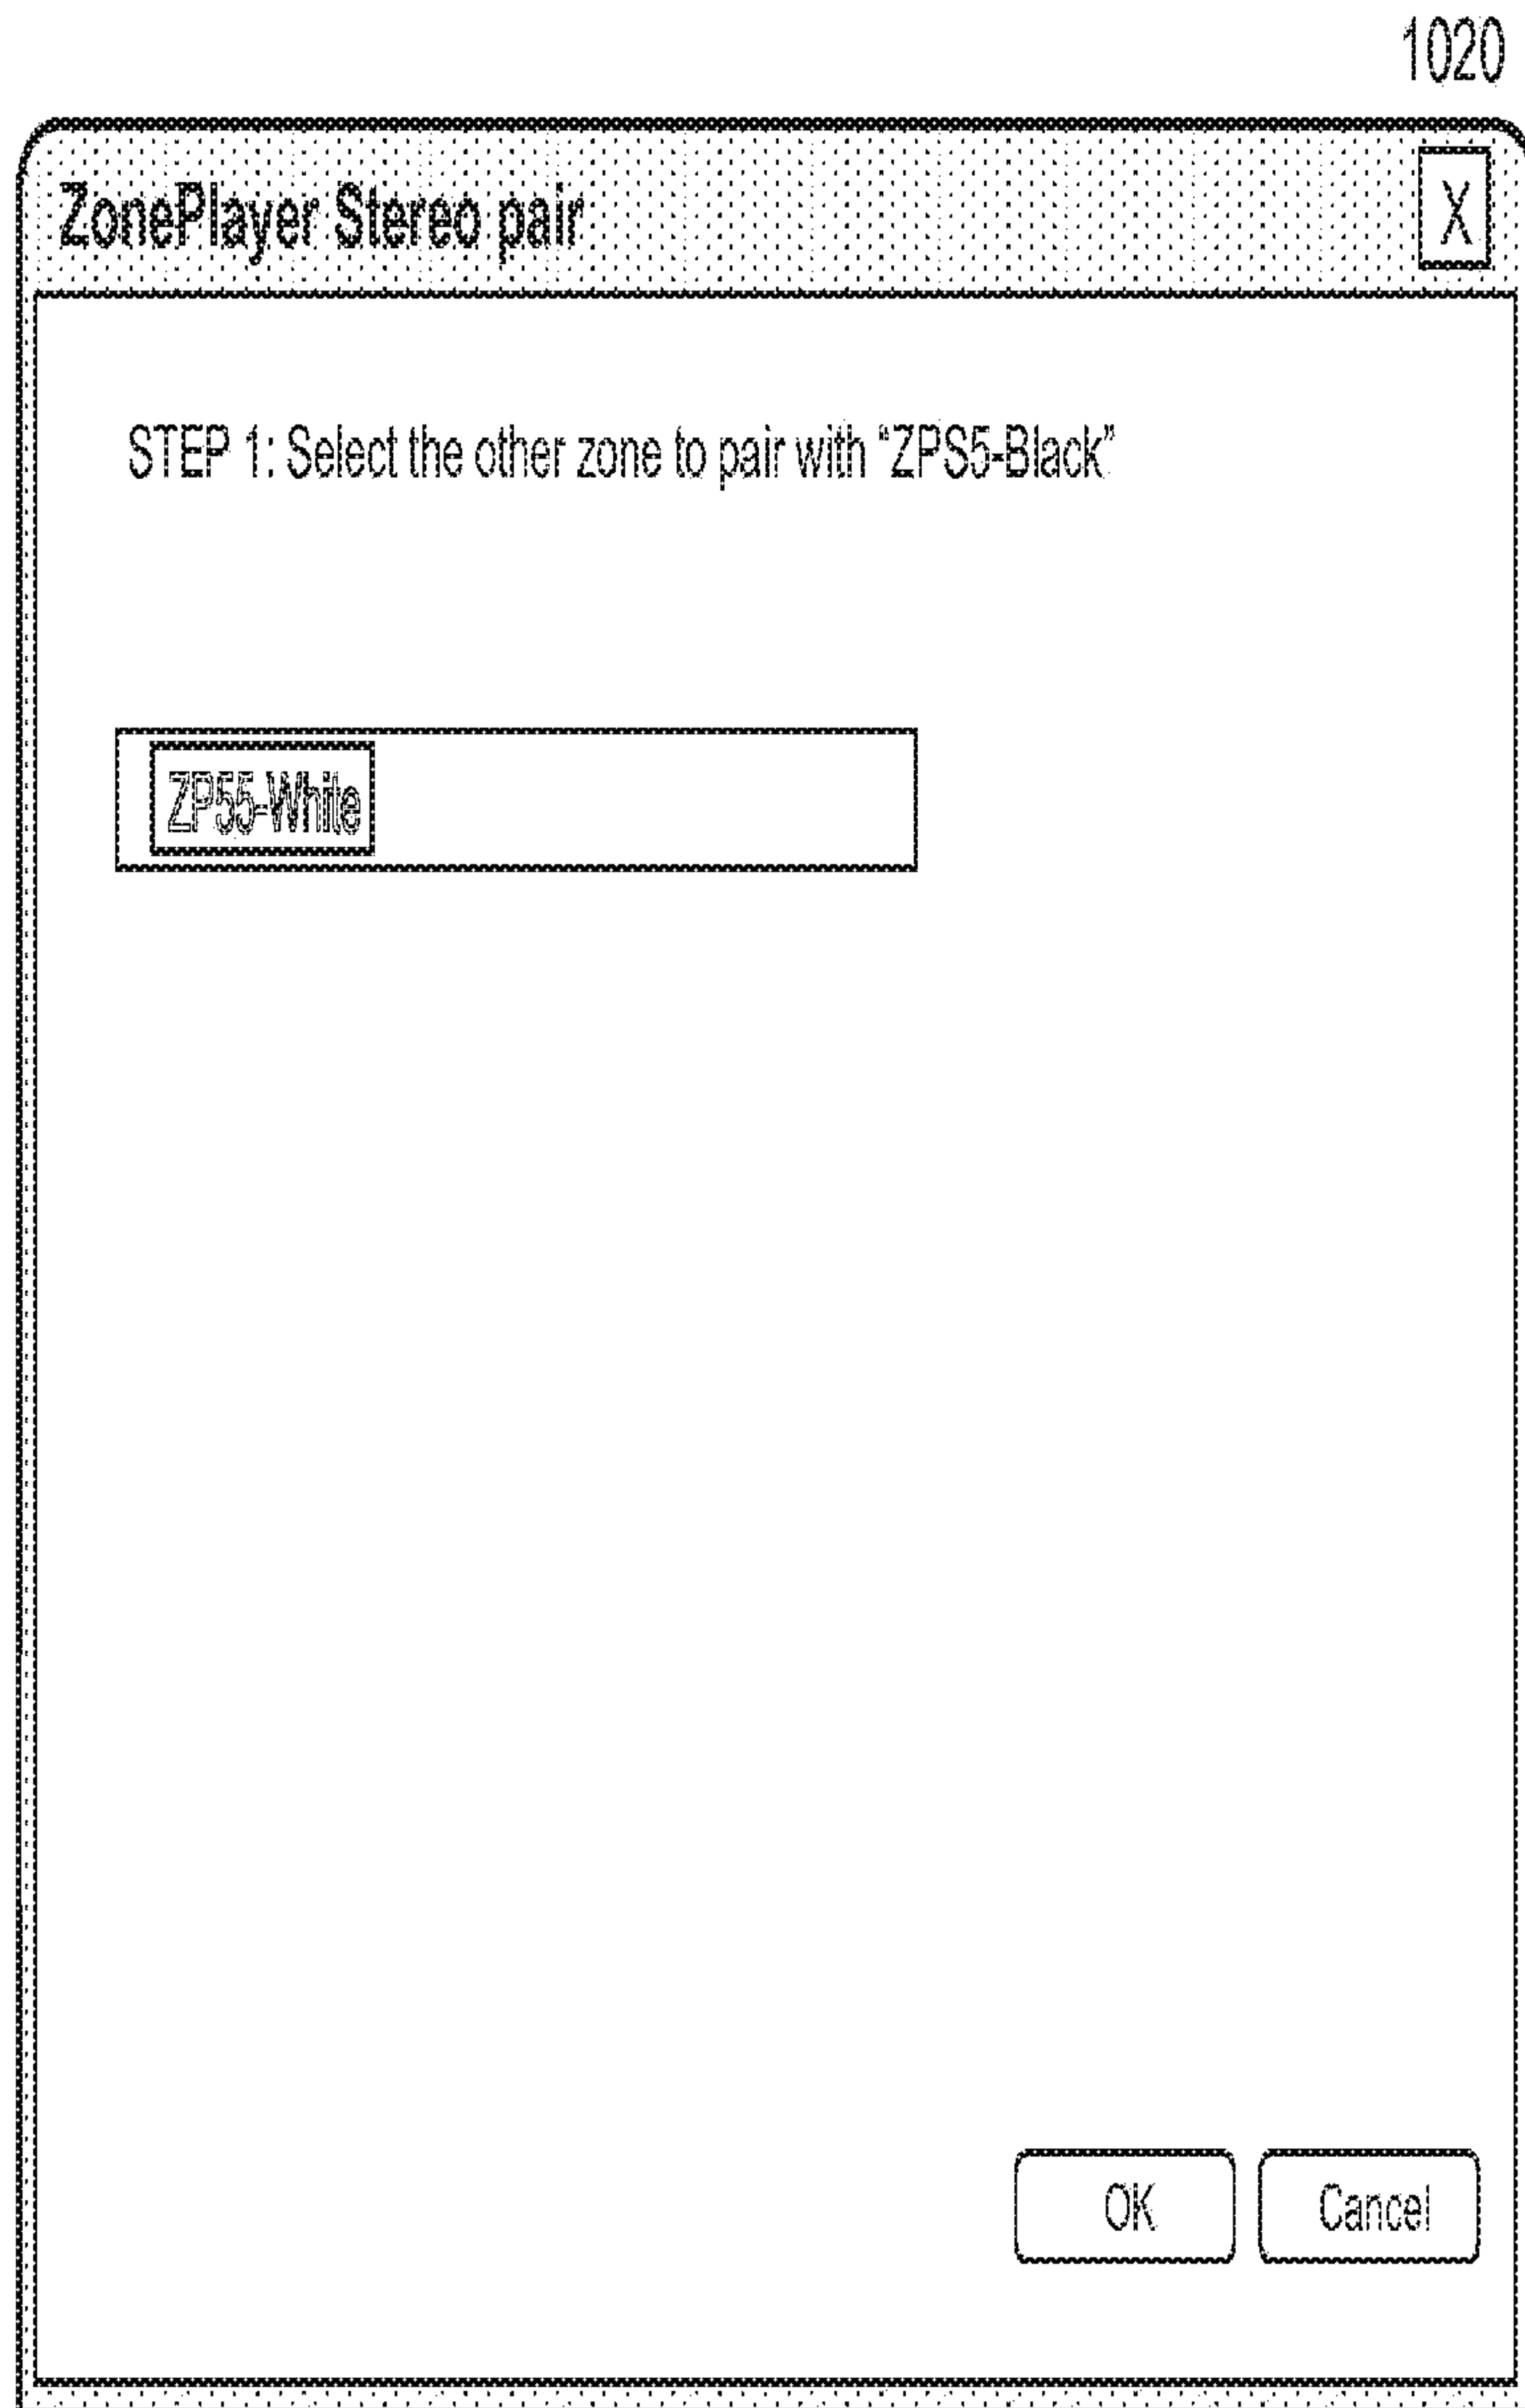 1020
ZonePlayer Stereo pair
X
STEP 1: Select the other zone to pair with “ZPS5-Black”
ZP55-White
OK
Cancel